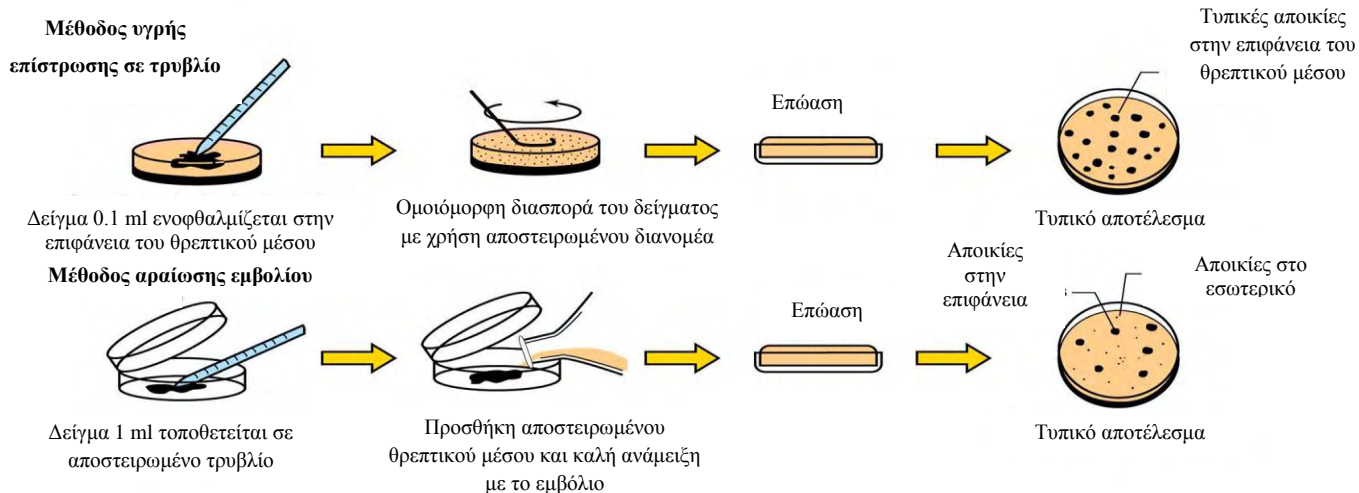 Μέθοδος υγρής
επίστρωσης σε τρυβλίο
Επώαση
Τυπικές αποικίες
στην επιφάνεια του
θρεπτικού μέσου
Δείγμα 0.1 ml ενοφθαλμίζεται στην
επιφάνεια του θρεπτικού μέσου
Ομοιόμορφη διασπορά του δείγματος
με χρήση αποστειρωμένου διανομέα
Τυπικό αποτέλεσμα
Μέθοδος αραίωσης εμβολίου
Επώαση
Αποικίες
στην
επιφάνεια
Αποικίες στο
εσωτερικό
Δείγμα 1 ml τοποθετείται σε
αποστειρωμένο τρυβλίο
Προσθήκη αποστειρωμένου
θρεπτικού μέσου και καλή ανάμειξη
με το εμβόλιο
Τυπικό αποτέλεσμα